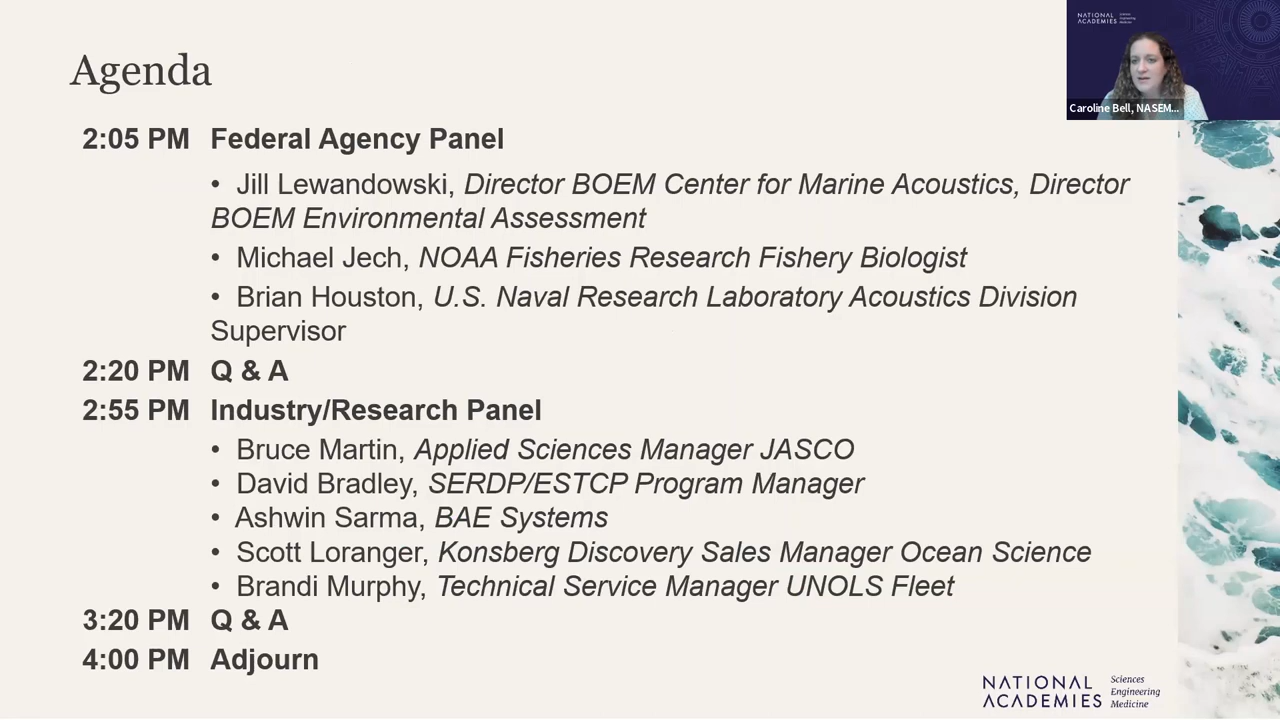 Agenda
NATIONAL ACADEMIES
Sciences
Engineering
Medicine
Caroline Bell, NASEM...
2:05 PM Federal Agency Panel
• Jill Lewandowski, Director BOEM Center for Marine Acoustics, Director
BOEM Environmental Assessment
• Michael Jech, NOAA Fisheries Research Fishery Biologist
• Brian Houston, U.S. Naval Research Laboratory Acoustics Division
Supervisor
2:20 PM Q & A
2:55 PM Industry/Research Panel
• Bruce Martin, Applied Sciences Manager JASCO
• David Bradley, SERDP/ESTCP Program Manager
• Ashwin Sarma, BAE Systems
• Scott Loranger, Konsberg Discovery Sales Manager Ocean Science
• Brandi Murphy, Technical Service Manager UNOLS Fleet
3:20 PM Q & A
4:00 PM Adjourn
NATIONAL
ACADEMIES
Sciences
Engineering
Medicine